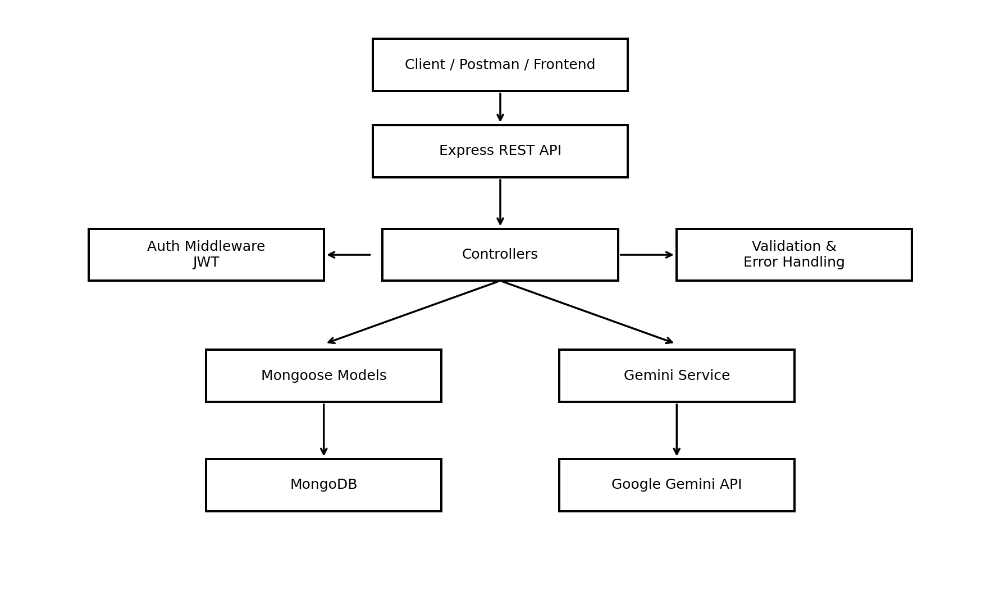 Client / Postman / Frontend
Express REST API
Auth Middleware
JWT
Controllers
Validation &
Error Handling
Mongoose Models
Gemini Service
MongoDB
Google Gemini API